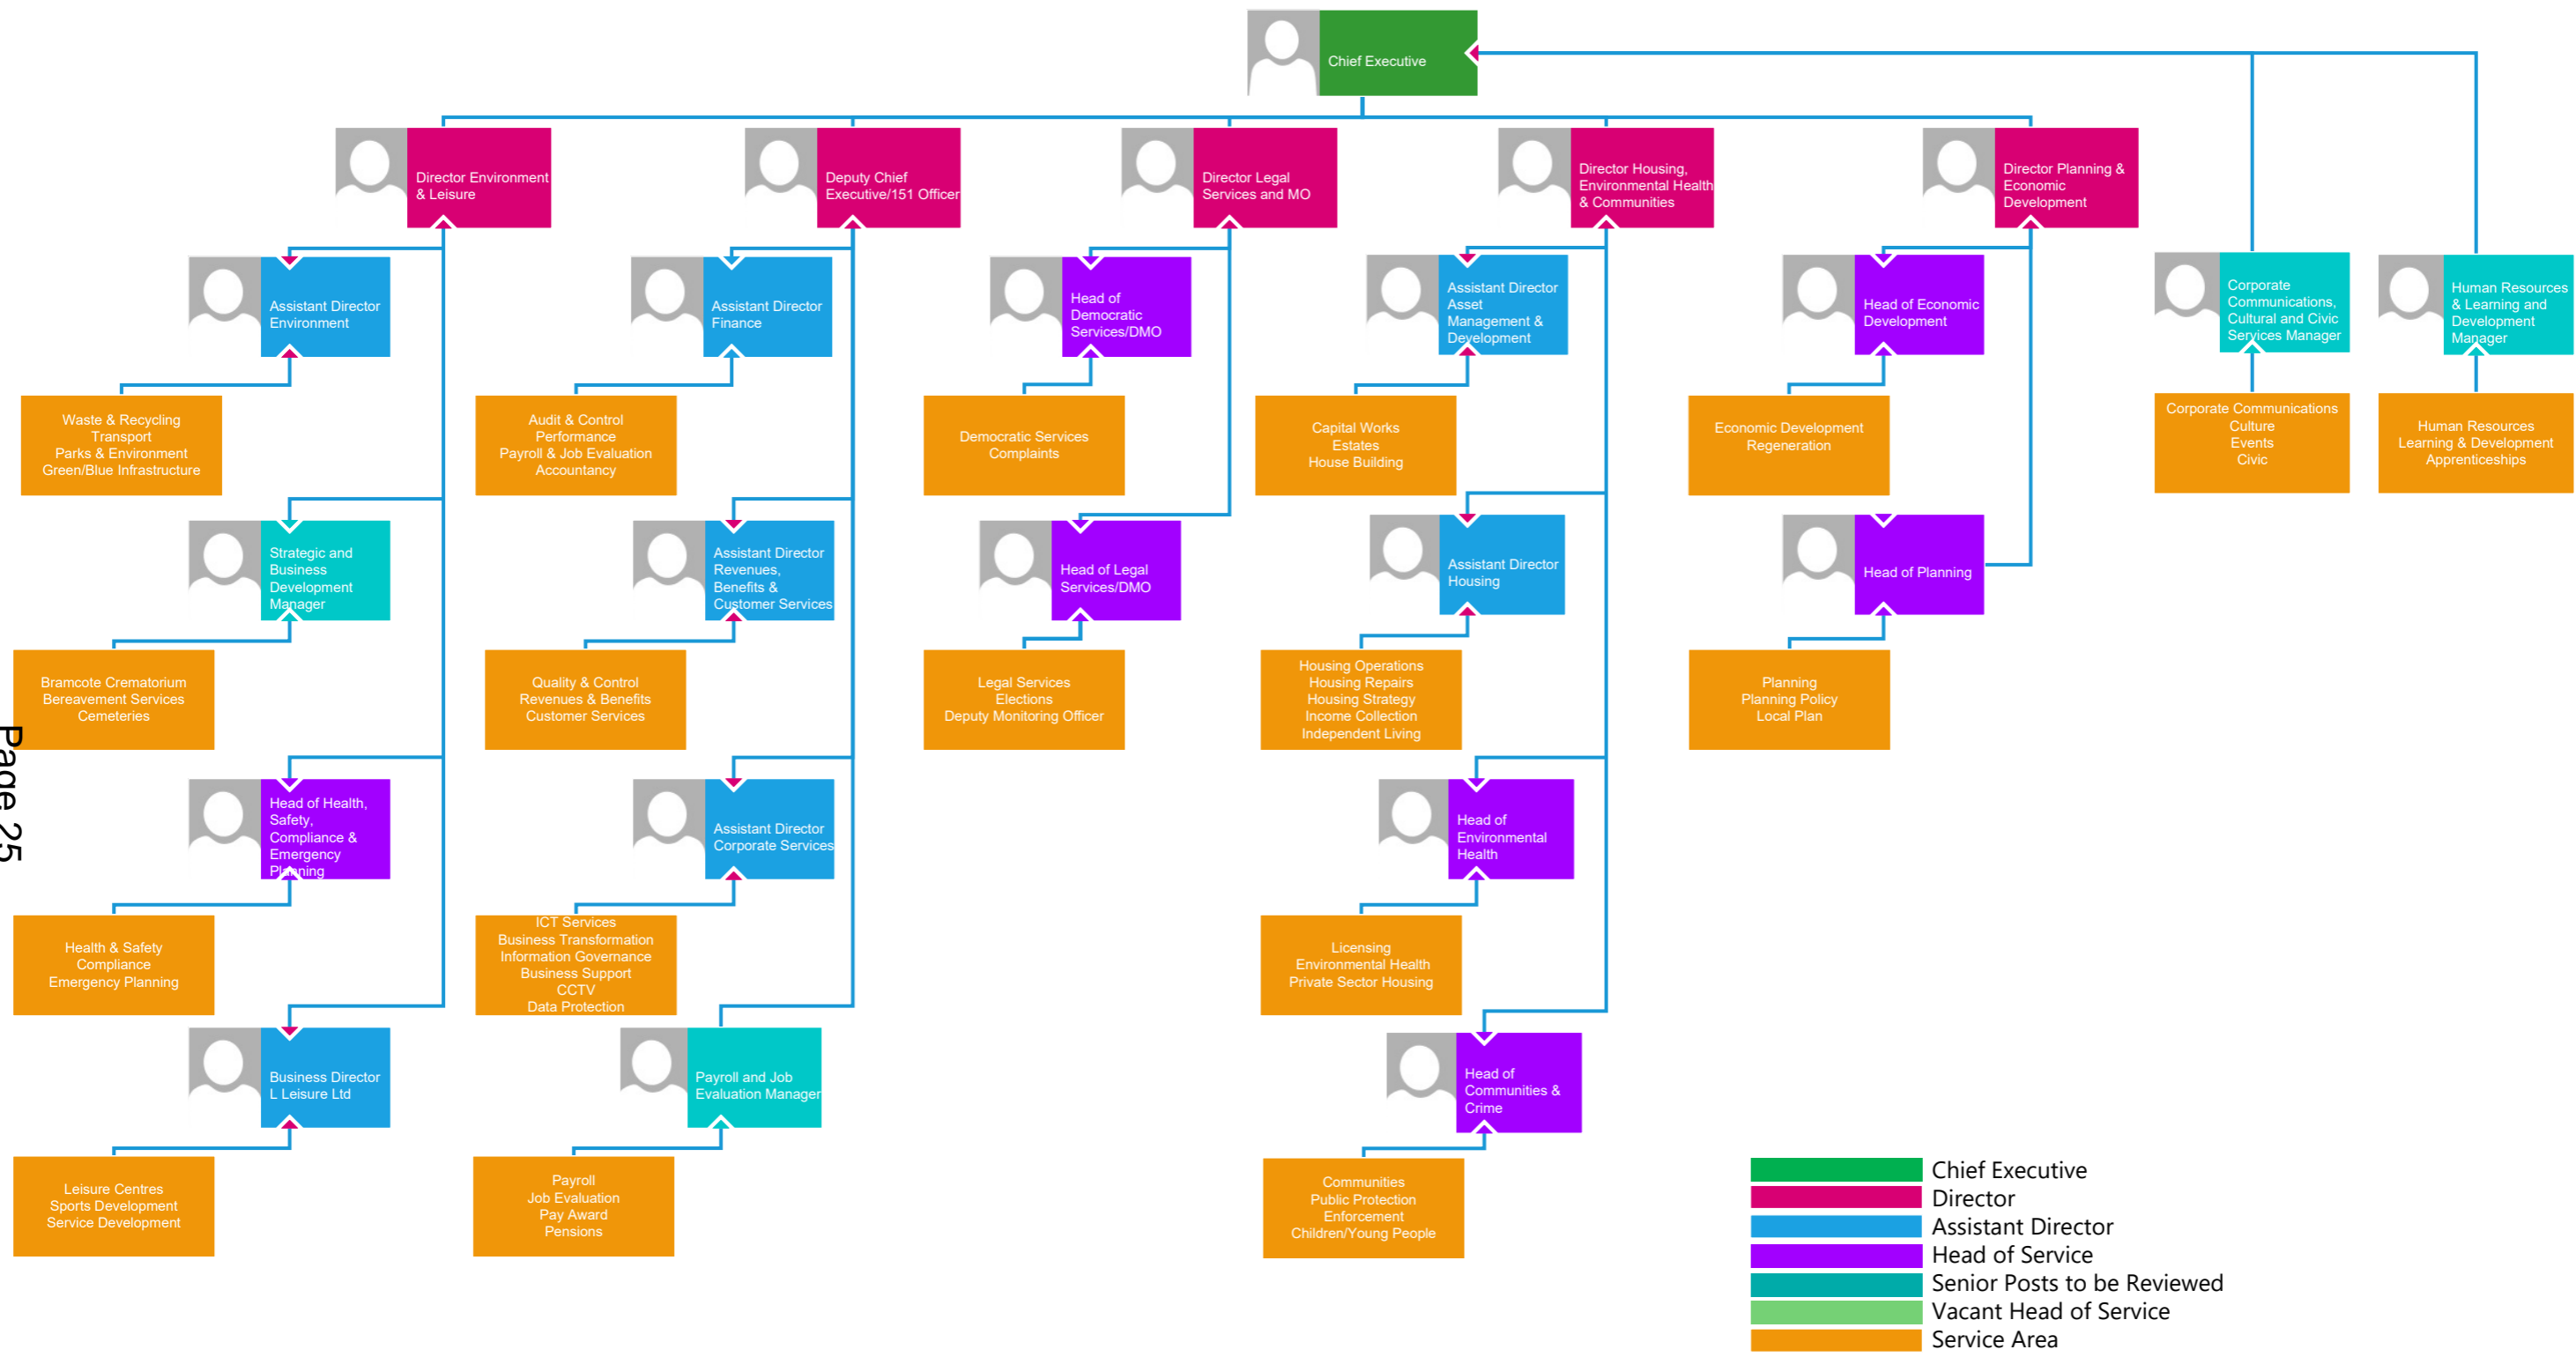 Chief Executive
Director Environment
& Leisure
Deputy Chief
Executive/151 Officer
Director Legal
Services and MO
Director Housing,
Environmental Health
& Communities
Director Planning &
Economic
Development
Assistant Director
Environment
Assistant Director
Finance
Head of
Democratic
Services/DMO
Assistant Director
Asset
Management &
Development
Head of Economic
Development
Corporate
Communications,
Cultural and Civic
Services Manager
Human Resources
& Learning and
Development
Manager
Waste & Recycling
Transport
Parks & Environment
Green/Blue Infrastructure
Audit & Control
Performance
Payroll & Job Evaluation
Accountancy
Democratic Services
Complaints
Capital Works
Estates
House Building
Economic Development
Regeneration
Corporate Communications
Culture
Events
Civic
Human Resources
Learning & Development
Apprenticeships
Strategic and
Business
Development
Manager
Assistant Director
Revenues,
Benefits &
Customer Services
Head of Legal
Services/DMO
Assistant Director
Housing
Head of Planning
Bramcote Crematorium
Bereavement Services
Cemeteries
Quality & Control
Revenues & Benefits
Customer Services
Legal Services
Elections
Deputy Monitoring Officer
Housing Operations
Housing Repairs
Housing Strategy
Income Collection
Independent Living
Planning
Planning Policy
Local Plan
Page 25
Head of Health,
Safety,
Compliance &
Emergency
Planning
Assistant Director
Corporate Services
Head of
Environmental
Health
Health & Safety
Compliance
Emergency Planning
ICT Services
Business Transformation
Information Governance
Business Support
CCTV
Data Protection
Licensing
Environmental Health
Private Sector Housing
Business Director
L Leisure Ltd
Payroll and Job
Evaluation Manager
Head of
Communities &
Crime
Leisure Centres
Sports Development
Service Development
Payroll
Job Evaluation
Pay Award
Pensions
Communities
Public Protection
Enforcement
Children/Young People
Chief Executive
Director
Assistant Director
Head of Service
Senior Posts to be Reviewed
Vacant Head of Service
Service Area